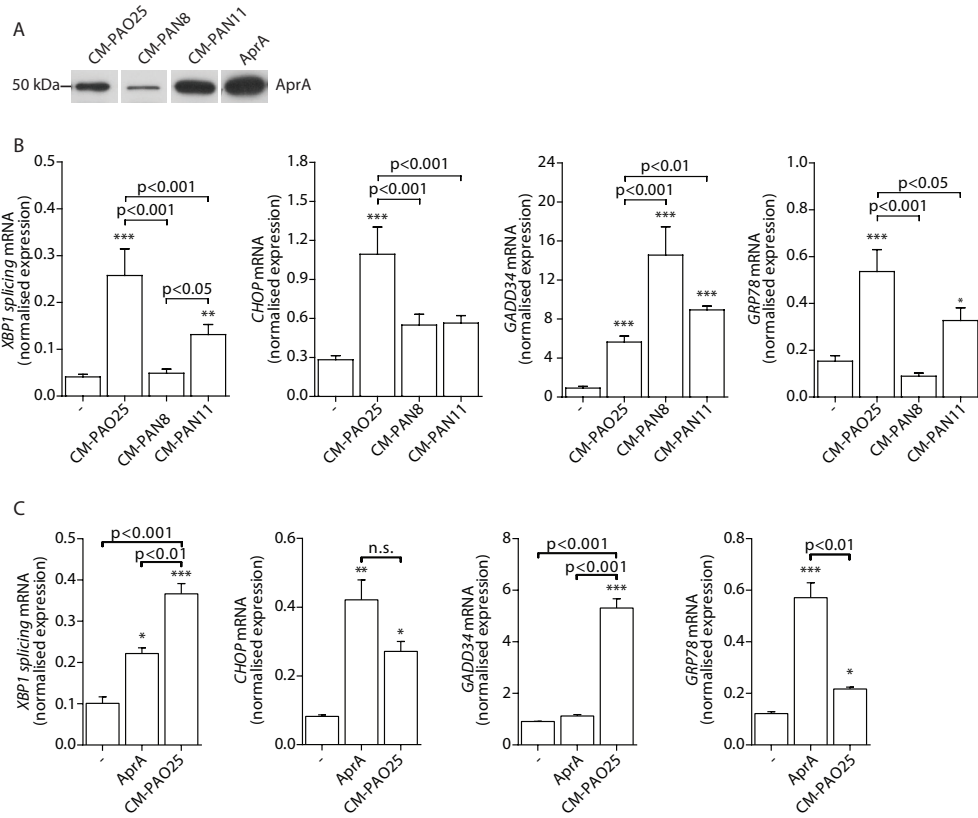 A
CM-PAO25
CM-PAN8
CM-PAN11
AprA
50 kDa
AprA
B
XBP1 splicing mRNA
(normalised expression)
0.5
0.4
0.3
0.2
0.1
0.0
p<0.001
p<0.001
***
p<0.05
**
-
CM-PAO25
CM-PAN8
CM-PAN11
CHOP mRNA
(normalised expression)
1.8
1.5
1.2
0.9
0.6
0.3
0.0
p<0.001
p<0.001
***
-
CM-PAO25
CM-PAN8
CM-PAN11
GADD34 mRNA
(normalised expression)
24
20
16
12
8
4
0
p<0.01
p<0.001
***
***
***
-
CM-PAO25
CM-PAN8
CM-PAN11
GRP78 mRNA
(normalised expression)
1.0
0.8
0.6
0.4
0.2
0.0
p<0.05
p<0.001
***
*
-
CM-PAO25
CM-PAN8
CM-PAN11
C
XBP1 splicing mRNA
(normalised expression)
0.5
0.4
0.3
0.2
0.1
0.0
p<0.001
p<0.01
***
*
-
AprA
CM-PAO25
CHOP mRNA
(normalised expression)
0.6
0.4
0.2
0.0
n.s.
**
*
-
AprA
CM-PAO25
GADD34 mRNA
(normalised expression)
8
6
4
2
0
p<0.001
p<0.001
***
-
AprA
CM-PAO25
GRP78 mRNA
(normalised expression)
0.8
0.6
0.4
0.2
0.0
p<0.01
***
*
-
AprA
CM-PAO25